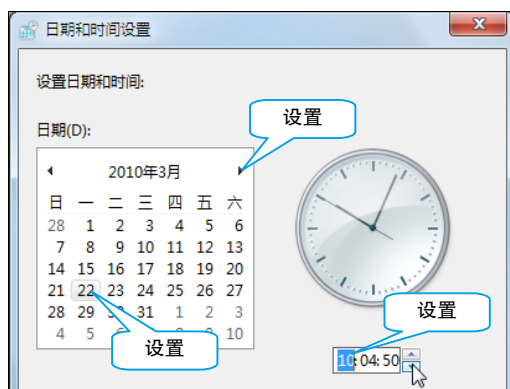 日期和时间设置
设置日期和时间:
设置
日期(D):
2010年3月
日 一 二 三 四 五 六
28 1 2 3 4 5 6
7 8 9 10 11 12 13
14 15 16 17 18 19 20
21 22 23 24 25 26 27
28 29 31 1 2 3
4 5 10
设置
设置
10:04:50